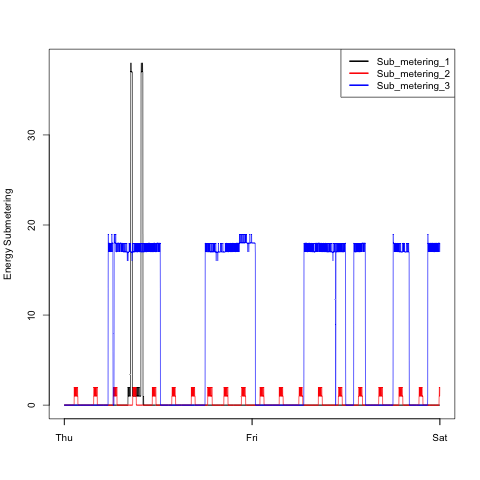 Sub_metering_1
Sub_metering_2
Sub_metering_3
Energy Submetering
30
20
10
0
Thu Fri Sat